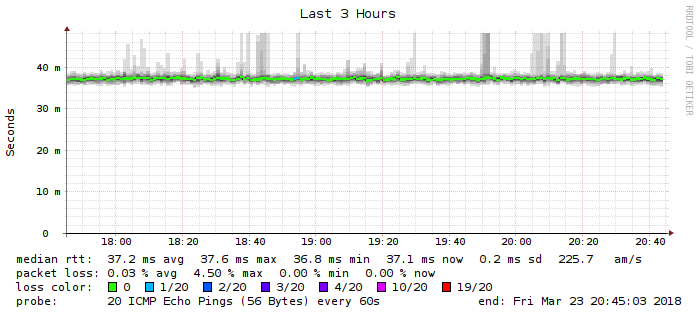 Last 3 Hours
RRDTOOL / TOBI OETIKER
Seconds
40 m
30 m
20 m
10 m
0
18:00 18:20 18:40 19:00 19:20 19:40 20:00 20:20 20:40
median rtt: 37.2 ms avg 37.6 ms max 36.8 ms min 37.1 ms now 0.2 ms sd 225.7 am/s
packet loss: 0.03 % avg 4.50 % max 0.00 % min 0.00 % now
loss color: 0 1/20 2/20 3/20 4/20 10/20 19/20
probe: 20 ICMP Echo Pings (56 Bytes) every 60s end: Fri Mar 23 20:45:03 2018